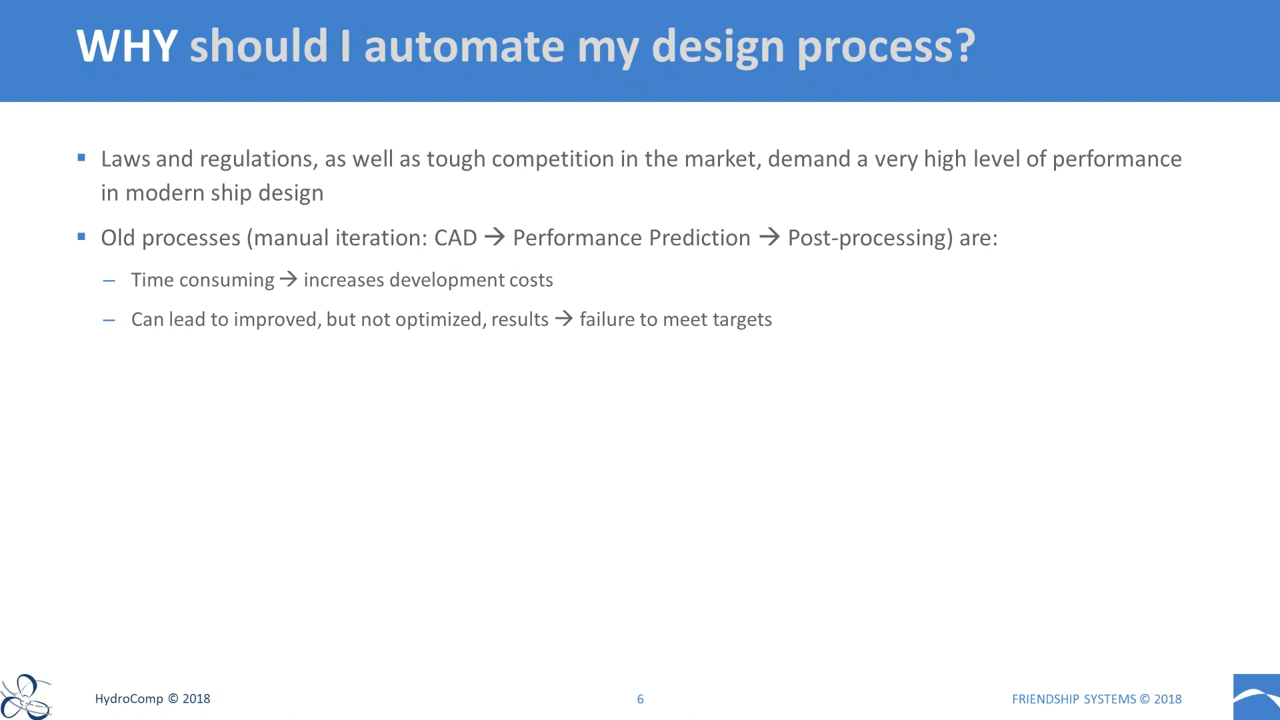 WHY should I automate my design process?
▪ Laws and regulations, as well as tough competition in the market, demand a very high level of performance
in modern ship design
▪ Old processes (manual iteration: CAD → Performance Prediction → Post-processing) are:
– Time consuming → increases development costs
– Can lead to improved, but not optimized, results → failure to meet targets
HydroComp © 2018
6
FRIENDSHIP SYSTEMS © 2018